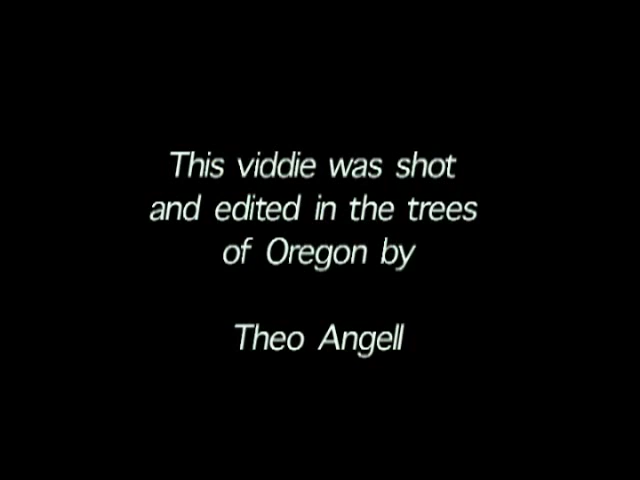 This viddie was shot
and edited in the trees
of Oregon by
Theo Angell